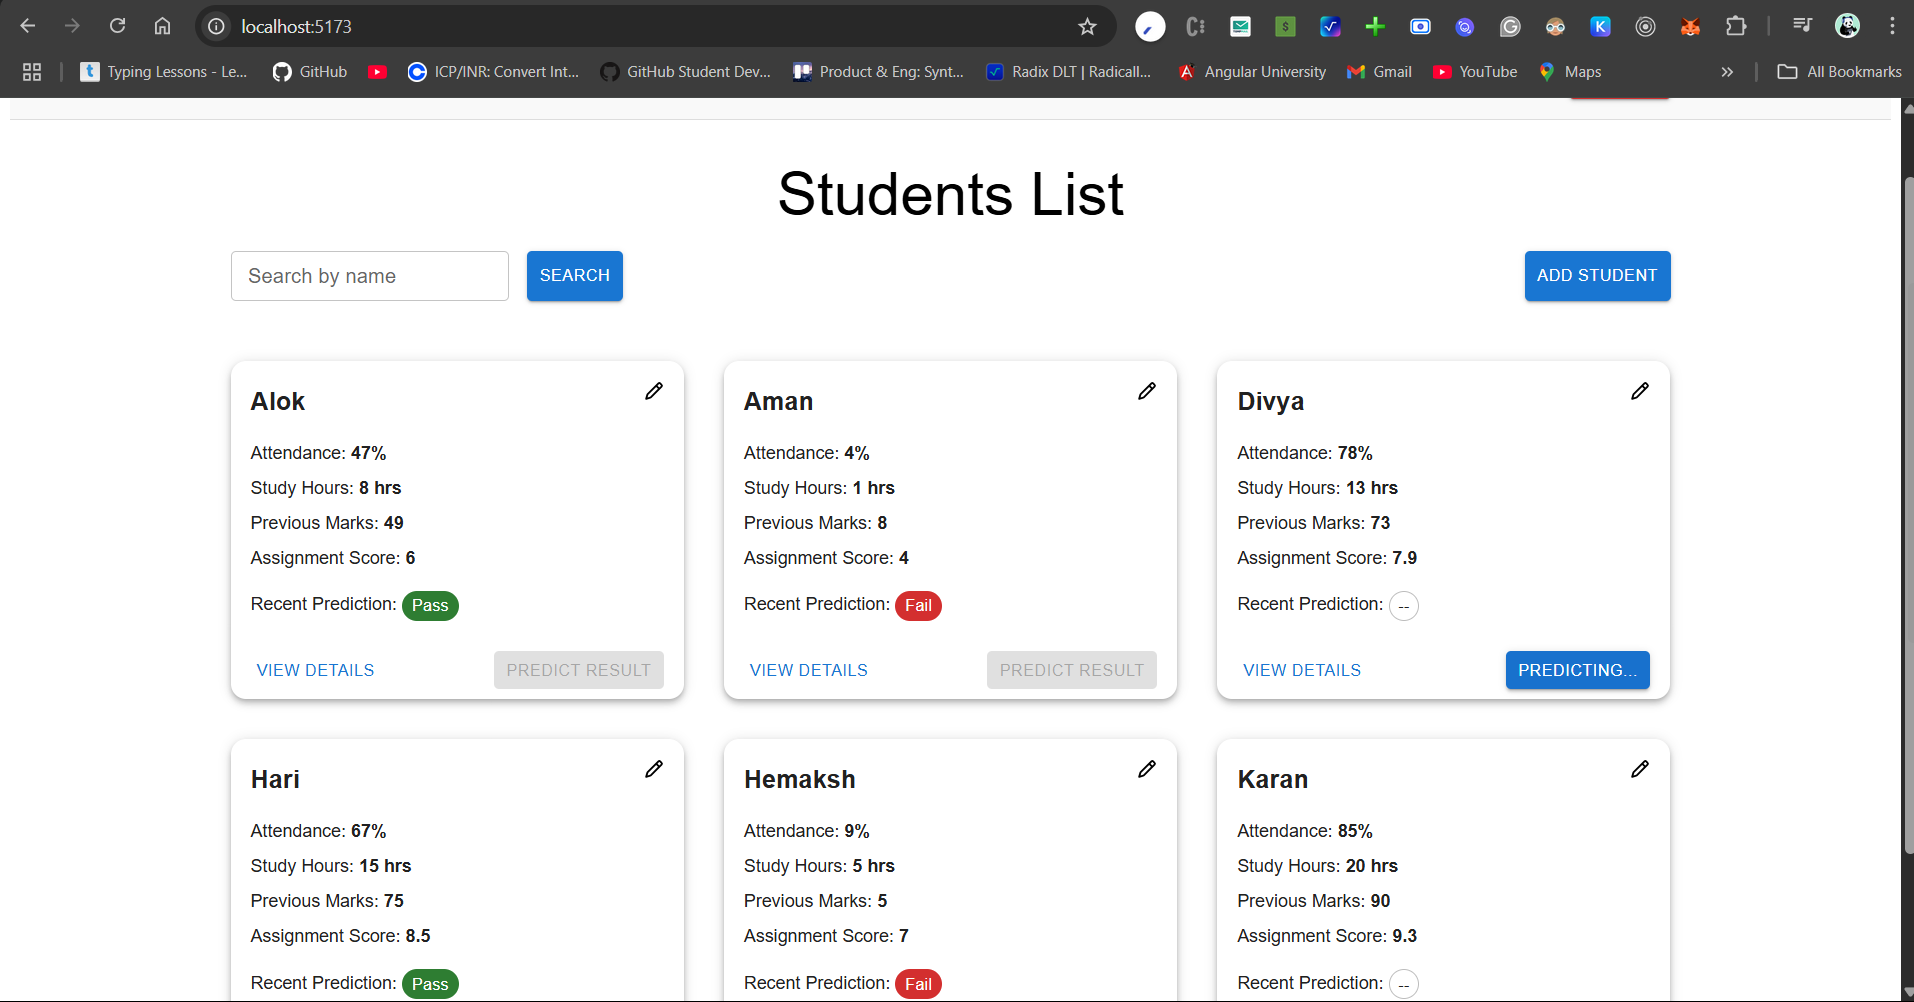 localhost:5173
Typing Lessons - Le... GitHub ICP/INR: Convert Int... GitHub Student Dev... Product & Eng: Synt... Radix DLT | Radicall... Angular University Gmail YouTube Maps » All Bookmarks
Students List
Search by name SEARCH ADD STUDENT
Alok
Attendance: 47%
Study Hours: 8 hrs
Previous Marks: 49
Assignment Score: 6
Recent Prediction: Pass
VIEW DETAILS PREDICT RESULT
Aman
Attendance: 4%
Study Hours: 1 hrs
Previous Marks: 8
Assignment Score: 4
Recent Prediction: Fail
VIEW DETAILS PREDICT RESULT
Divya
Attendance: 78%
Study Hours: 13 hrs
Previous Marks: 73
Assignment Score: 7.9
Recent Prediction: --
VIEW DETAILS PREDICTING...
Hari
Attendance: 67%
Study Hours: 15 hrs
Previous Marks: 75
Assignment Score: 8.5
Recent Prediction: Pass
Hemaksh
Attendance: 9%
Study Hours: 5 hrs
Previous Marks: 5
Assignment Score: 7
Recent Prediction: Fail
Karan
Attendance: 85%
Study Hours: 20 hrs
Previous Marks: 90
Assignment Score: 9.3
Recent Prediction: --